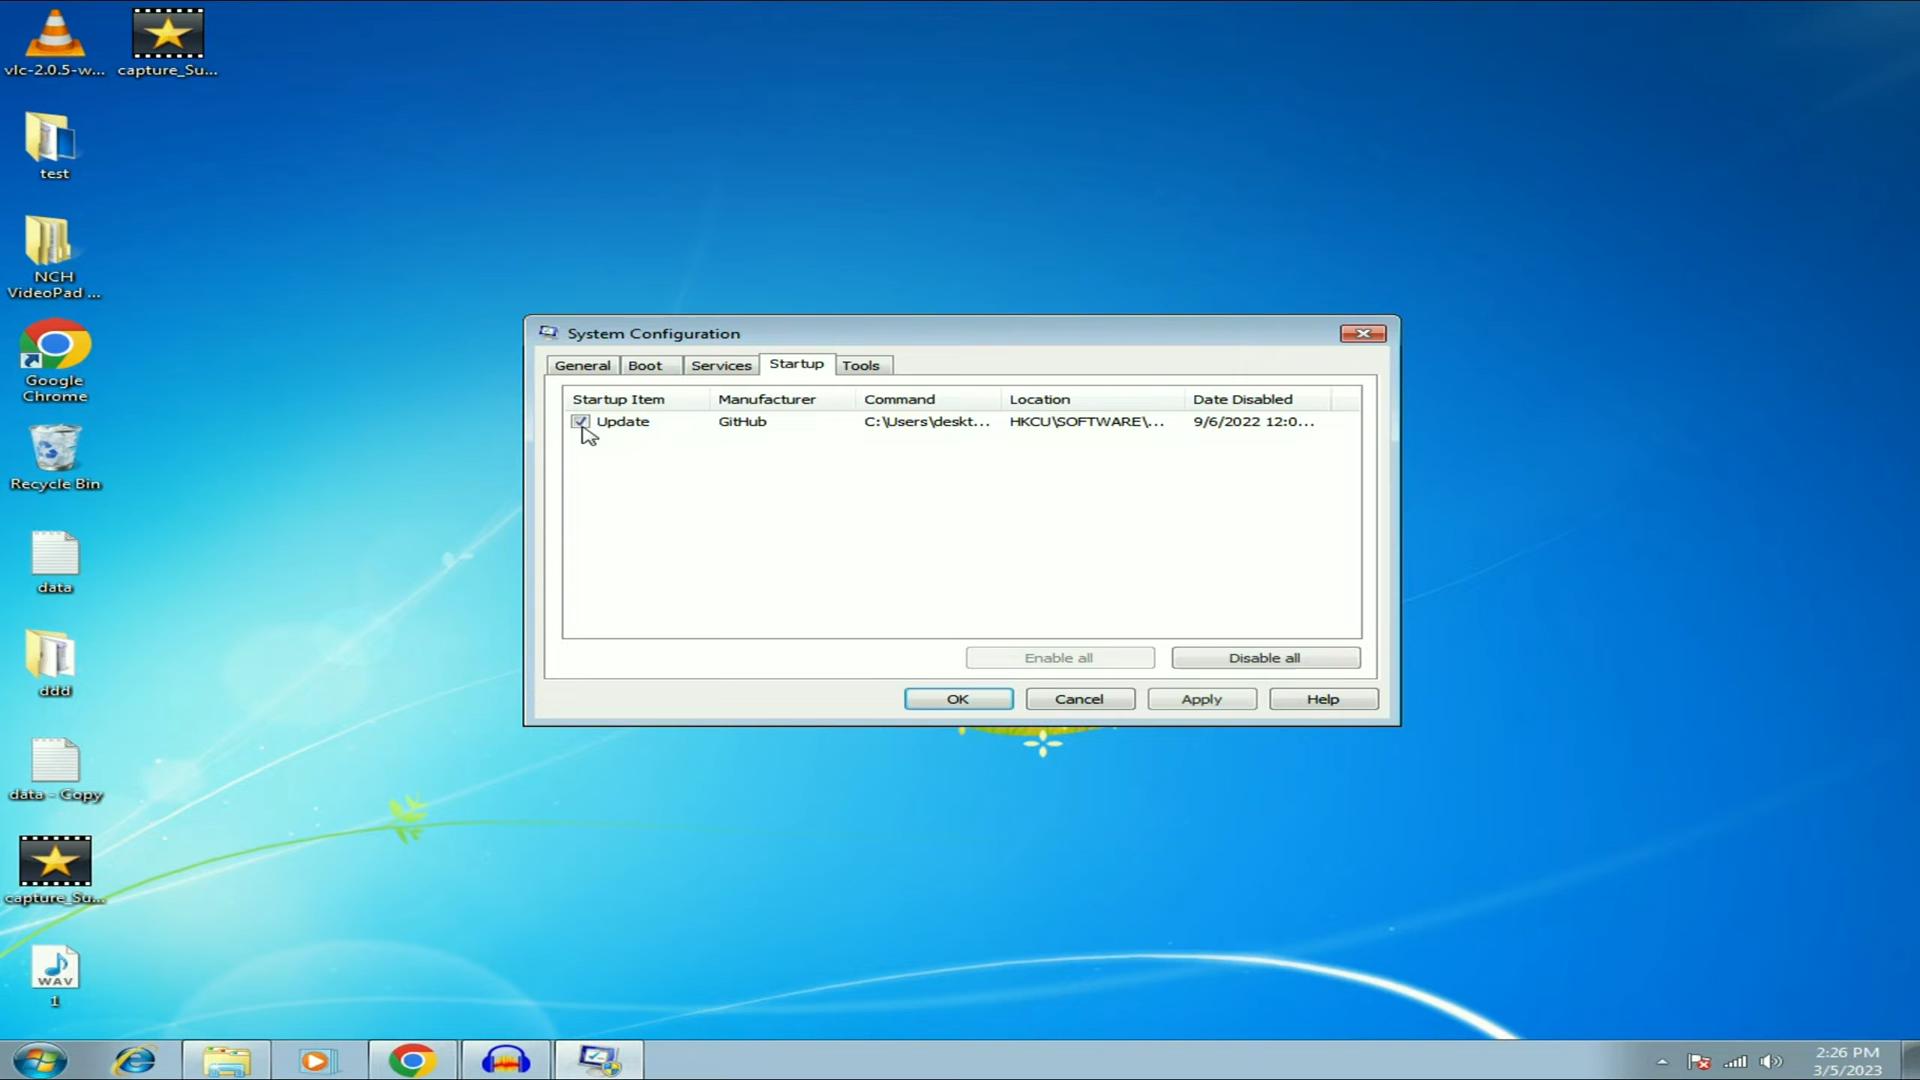 vlc-2.0.5-w...
capture_Su...
test
NCH
VideoPad ...
Google
Chrome
Recycle Bin
data
ddd
data - Copy
capture_Su...
WAV
1
System Configuration
General
Boot
Services
Startup
Tools
Startup Item
Manufacturer
Command
Location
Date Disabled
Update
GitHub
C:\Users\deskt...
HKCU\SOFTWARE\...
9/6/2022 12:0...
Enable all
Disable all
OK
Cancel
Apply
Help
2:26 PM
3/5/2023